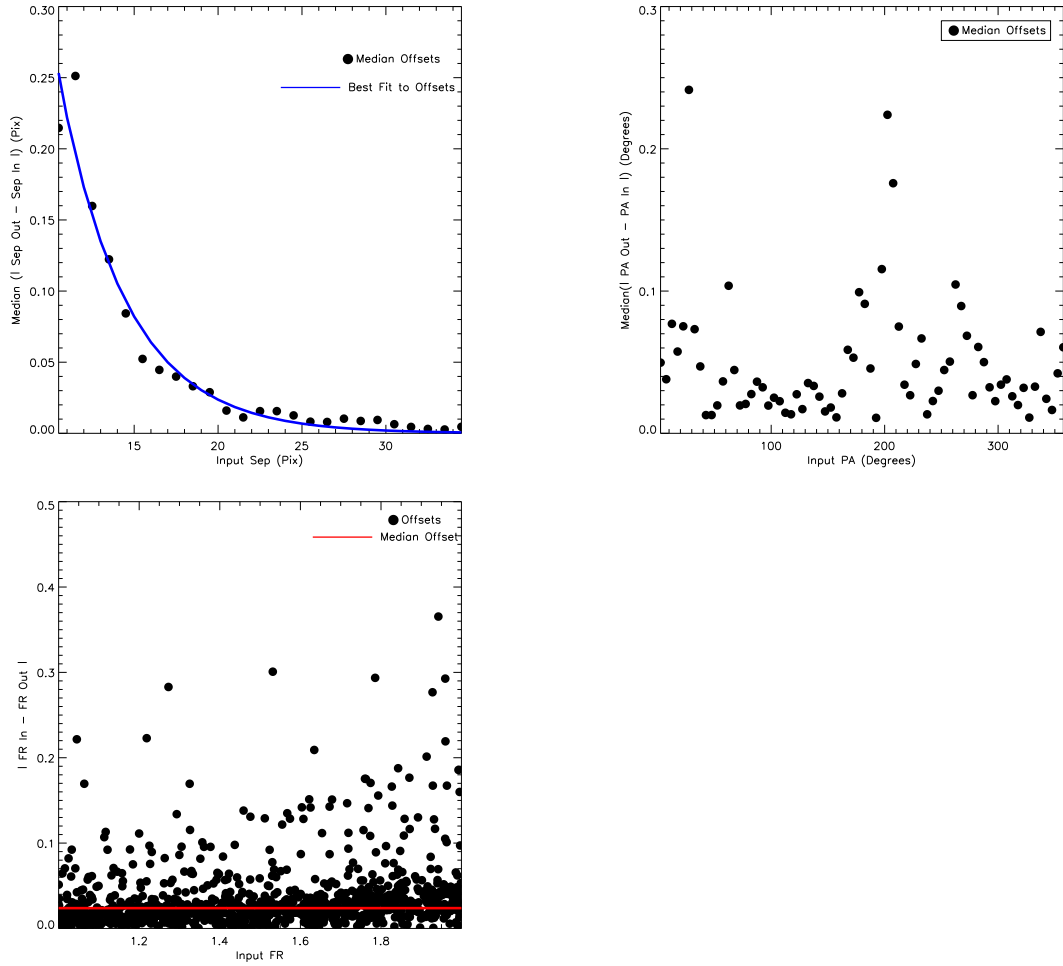 0.30
0.25
0.20
0.15
0.10
0.05
0.00
Median (| Sep Out − Sep In |) (Pix)
Median Offsets
Best Fit to Offsets
15
20
25
30
Input Sep (Pix)
0.3
0.2
0.1
0.0
Median(| PA Out − PA In |) (Degrees)
Median Offsets
100
200
300
Input PA (Degrees)
0.5
0.4
0.3
0.2
0.1
0.0
| FR In − FR Out |
Offsets
Median Offset
1.2
1.4
1.6
1.8
Input FR